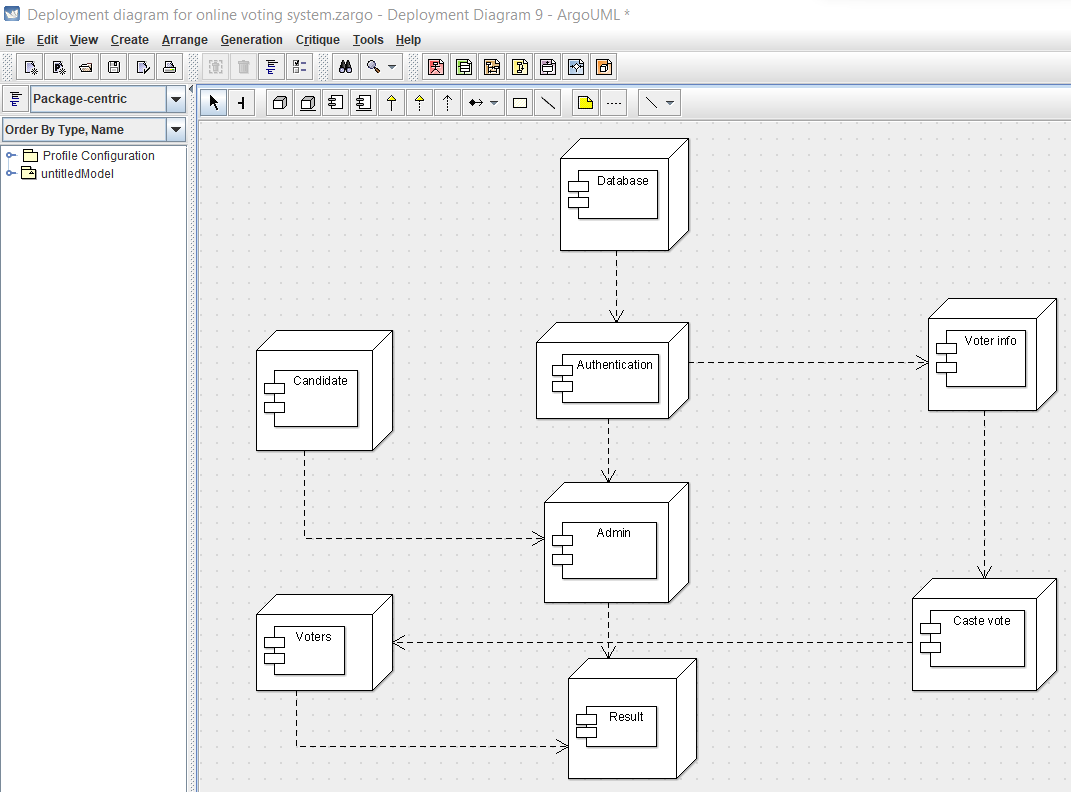 Deployment diagram for online voting system.zargo - Deployment Diagram 9 - ArgoUML *
File Edit View Create Arrange Generation Critique Tools Help
Package-centric
Order By Type, Name
Profile Configuration
untitledModel
Database
Voter info
Authentication
Candidate
Admin
Caste vote
Voters
Result